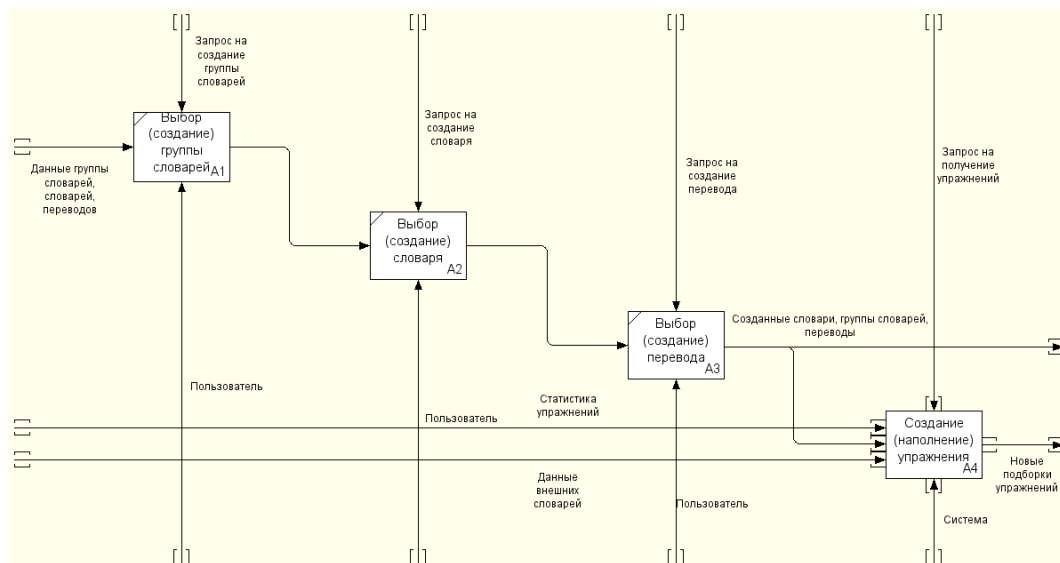 Запрос на
создание
группы
словарей
Выбор
(создание)
группы
словарей
A1
Данные группы
словарей,
словарей,
переводов
Запрос на
создание
словаря
Выбор
(создание)
словаря
A2
Запрос на
создание
перевода
Выбор
(создание)
перевода
A3
Запрос на
получение
упражнений
Созданные словари, группы словарей,
переводы
Пользователь
Пользователь
Статистика
упражнений
Создание
(наполнение)
упражнения
A4
Данные
внешних
словарей
Пользователь
Новые
подборки
упражнений
Система